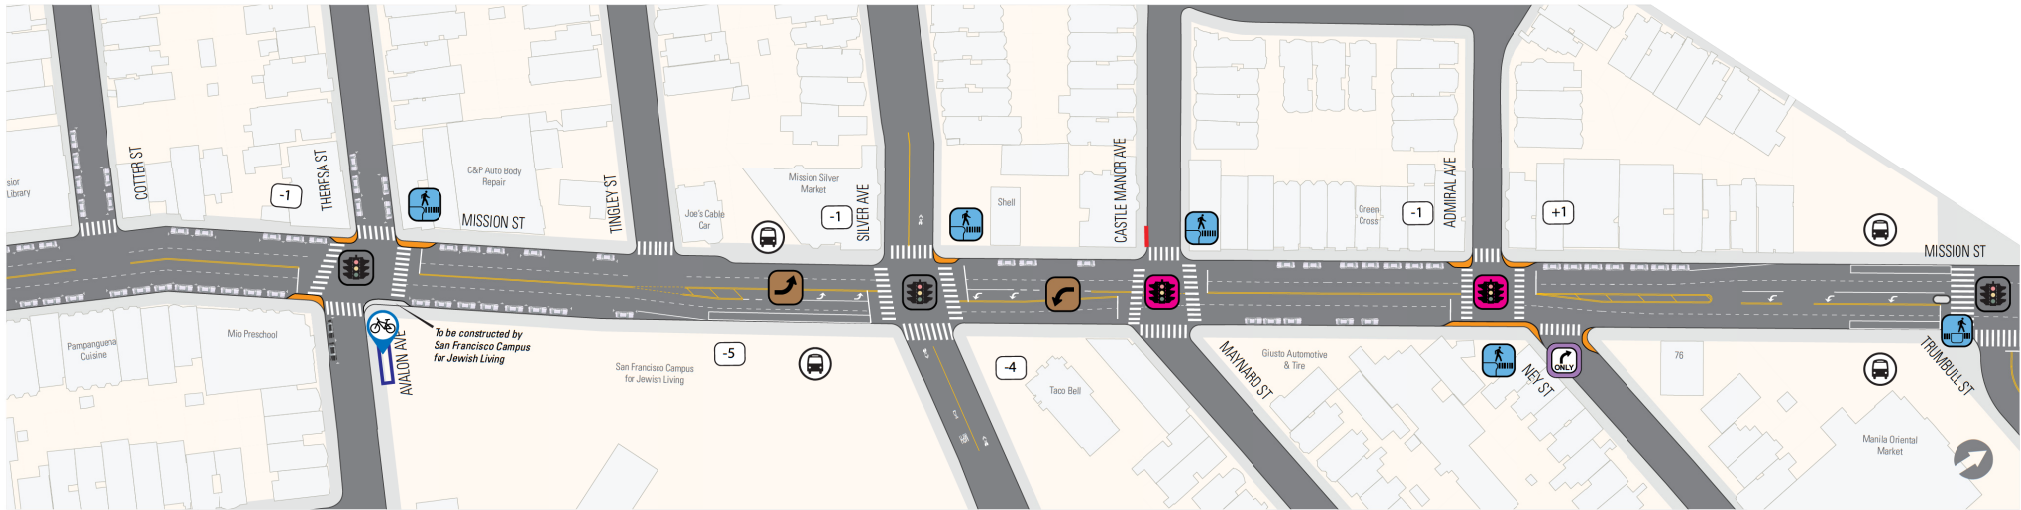 sior
Library
COTTER ST
-1
THERESA ST
C&P Auto Body
Repair
MISSION ST
TINGLEY ST
Joe's Cable
Car
Mission Silver
Market
-1
SILVER AVE
Shell
CASTLE MANOR AVE
Green
Cross
-1
ADMIRAL AVE
+1
MISSION ST
Pampanguena
Cuisine
Mio Preschool
AVALON AVE
To be constructed by
San Francisco Campus
for Jewish Living
San Francisco Campus
for Jewish Living
-5
-4
Taco Bell
MAYNARD ST
Giusto Automotive
& Tire
NEY ST
ONLY
76
TRUMBULL ST
Manila Oriental
Market